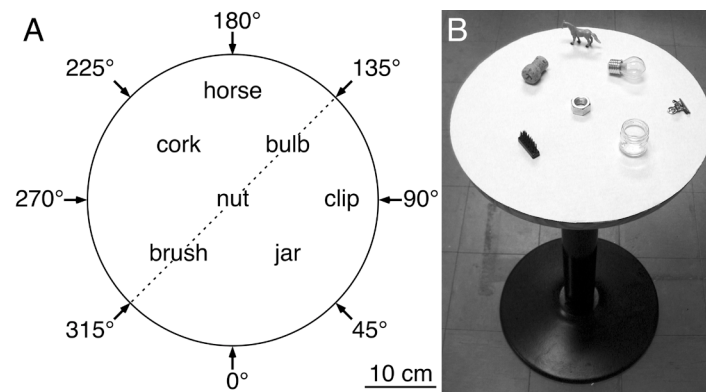 A
180°
225°
135°
horse
cork
bulb
270°
nut
clip
90°
brush
jar
315°
45°
0°
10 cm
B